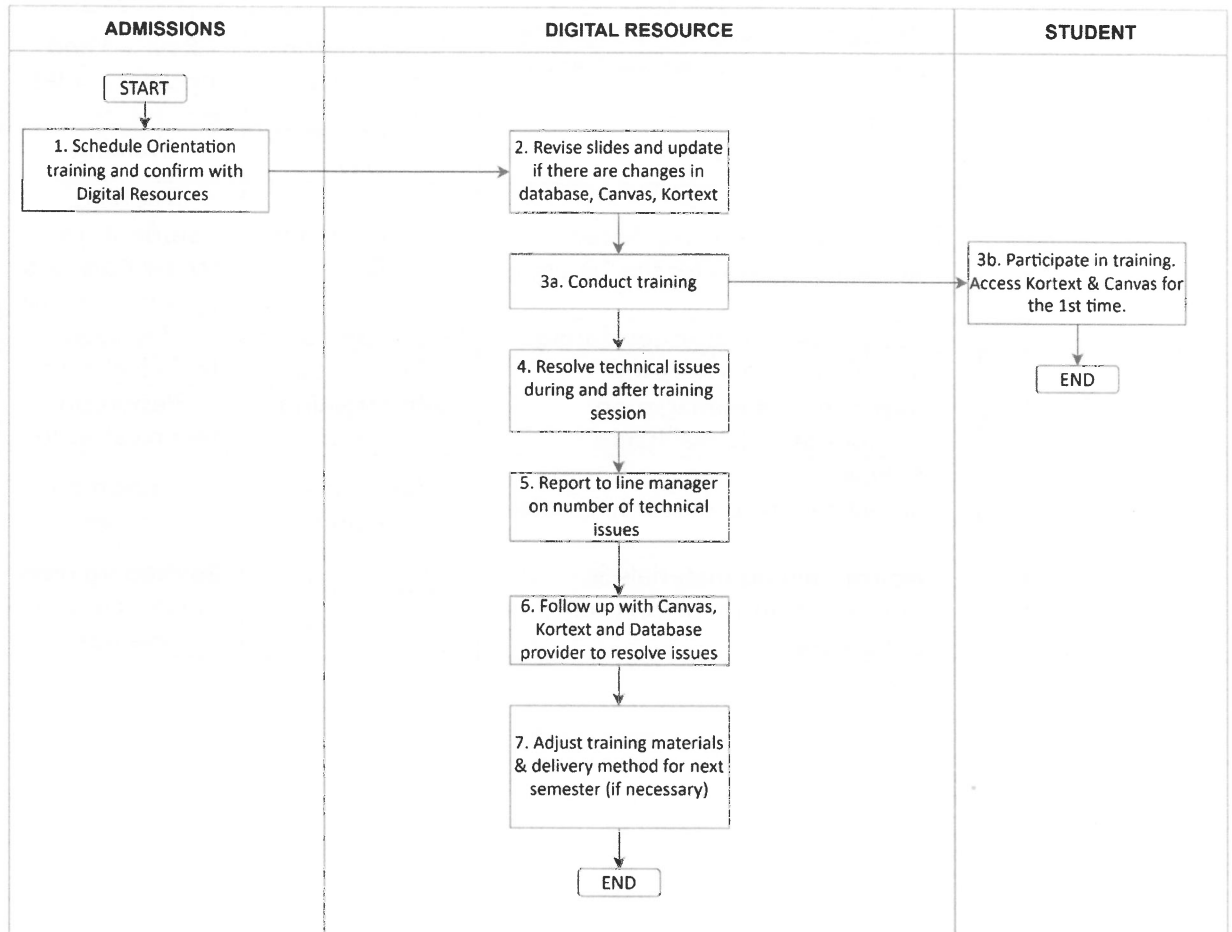 ADMISSIONS
DIGITAL RESOURCE
STUDENT
START
1. Schedule Orientation
training and confirm with
Digital Resources
2. Revise slides and update
if there are changes in
database, Canvas, Kortext
3a. Conduct training
3b. Participate in training.
Access Kortext & Canvas for
the 1st time.
END
4. Resolve technical issues
during and after training
session
5. Report to line manager
on number of technical
issues
6. Follow up with Canvas,
Kortext and Database
provider to resolve issues
7. Adjust training materials
& delivery method for next
semester (if necessary)
END